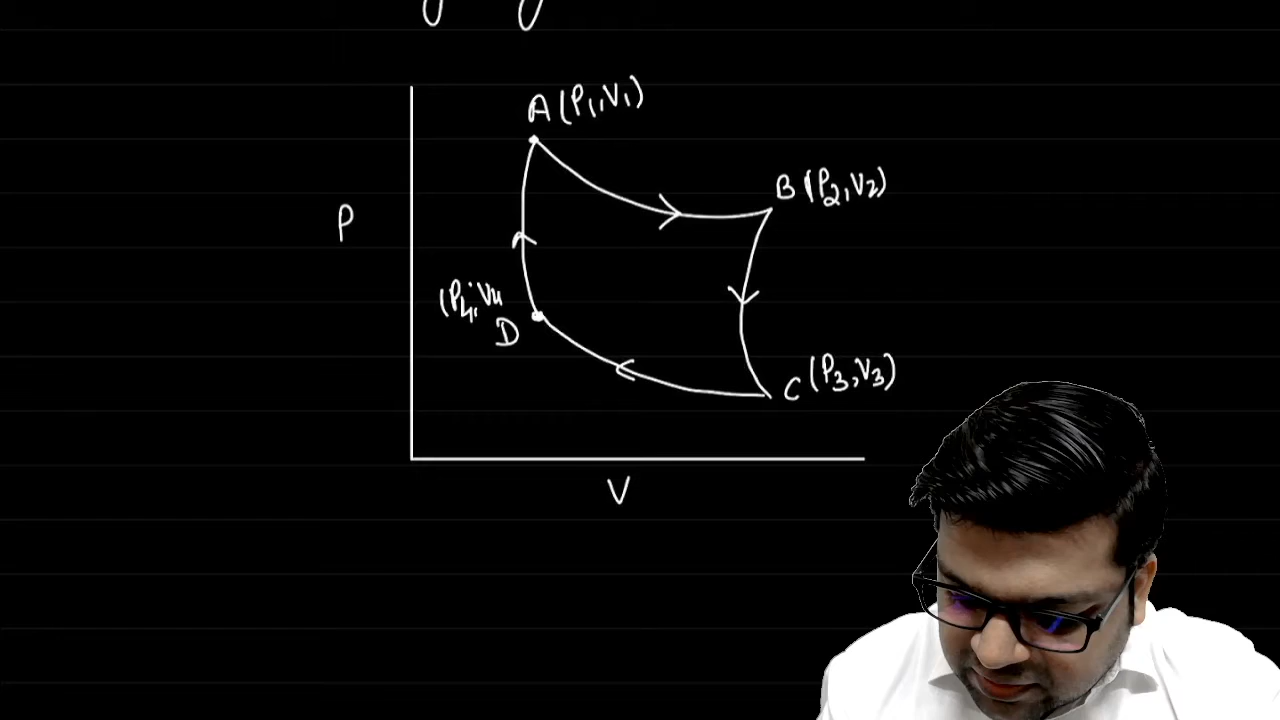 A (P1, V1)
B (P2, V2)
P
(P4, V4
D
C (P3, V3)
V